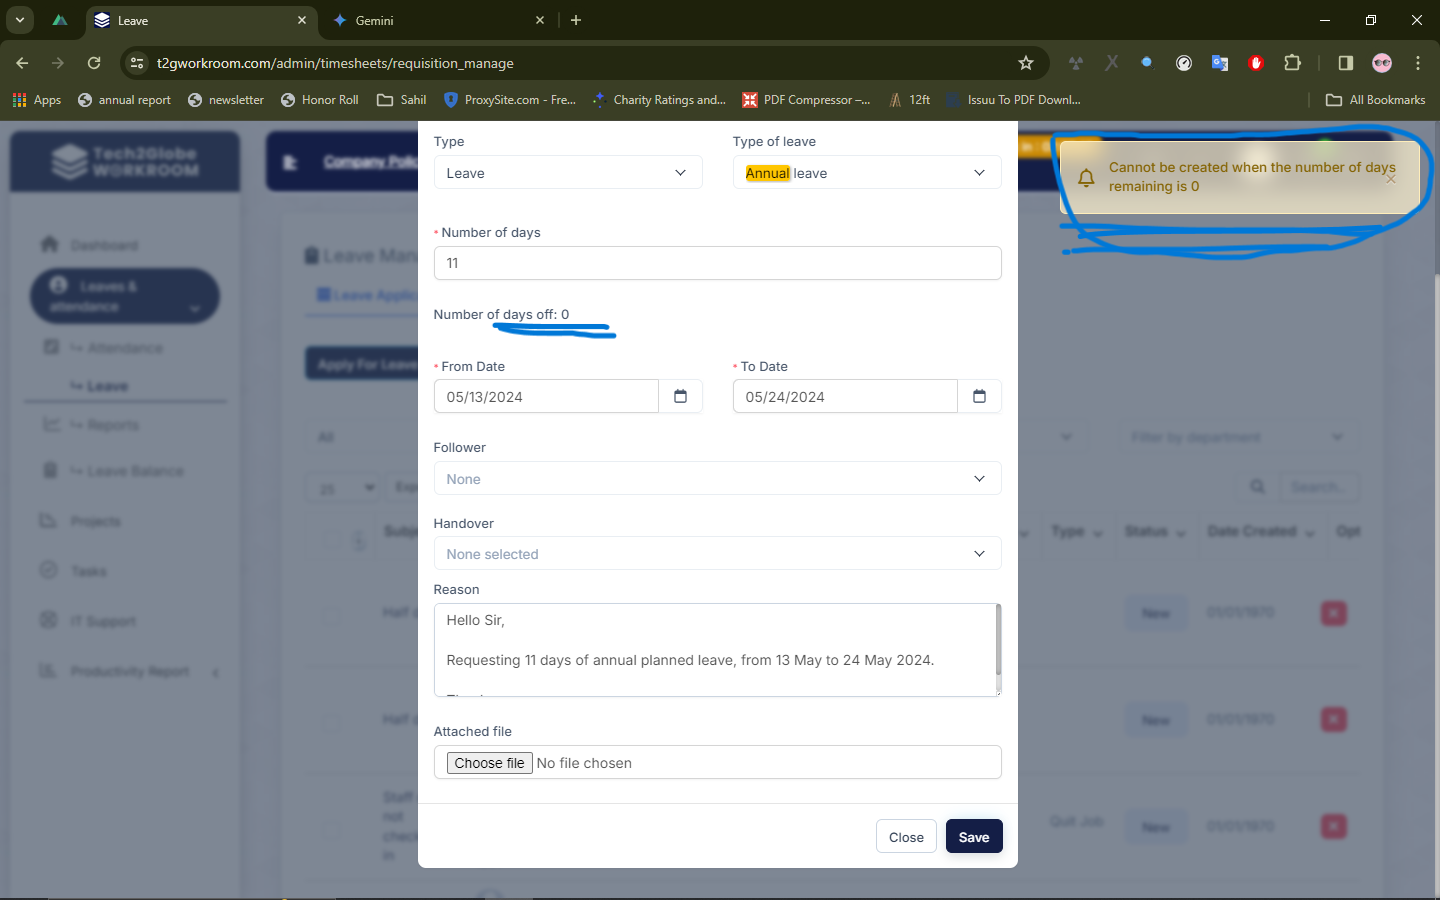 Leave
Gemini
t2gworkroom.com/admin/timesheets/requisition_manage
Apps
annual report
newsletter
Honor Roll
Sahil
ProxySite.com - Fre...
Charity Ratings and...
PDF Compressor –...
12ft
Issuu To PDF Downl...
All Bookmarks
Tech2Globe
WORKROOM
Company Polic
Dashboard
Leaves &
attendance
Attendance
Leave
Reports
Leave Balance
Projects
Tasks
IT Support
Productivity Report
Leave Man
Leave Applic
Apply For Leave
All
Filter by department
25
Exp
Search..
Subje
Type
Status
Date Created
Opt
Half d
New
01/01/1970
Half d
New
01/01/1970
Staff
not
check
in
Quit Job
New
01/01/1970
Type
Type of leave
Leave
Annual leave
* Number of days
11
Number of days off: 0
* From Date
* To Date
05/13/2024
05/24/2024
Follower
None
Handover
None selected
Reason
Hello Sir,
Requesting 11 days of annual planned leave, from 13 May to 24 May 2024.
Attached file
Choose file No file chosen
Close
Save
Cannot be created when the number of days
remaining is 0